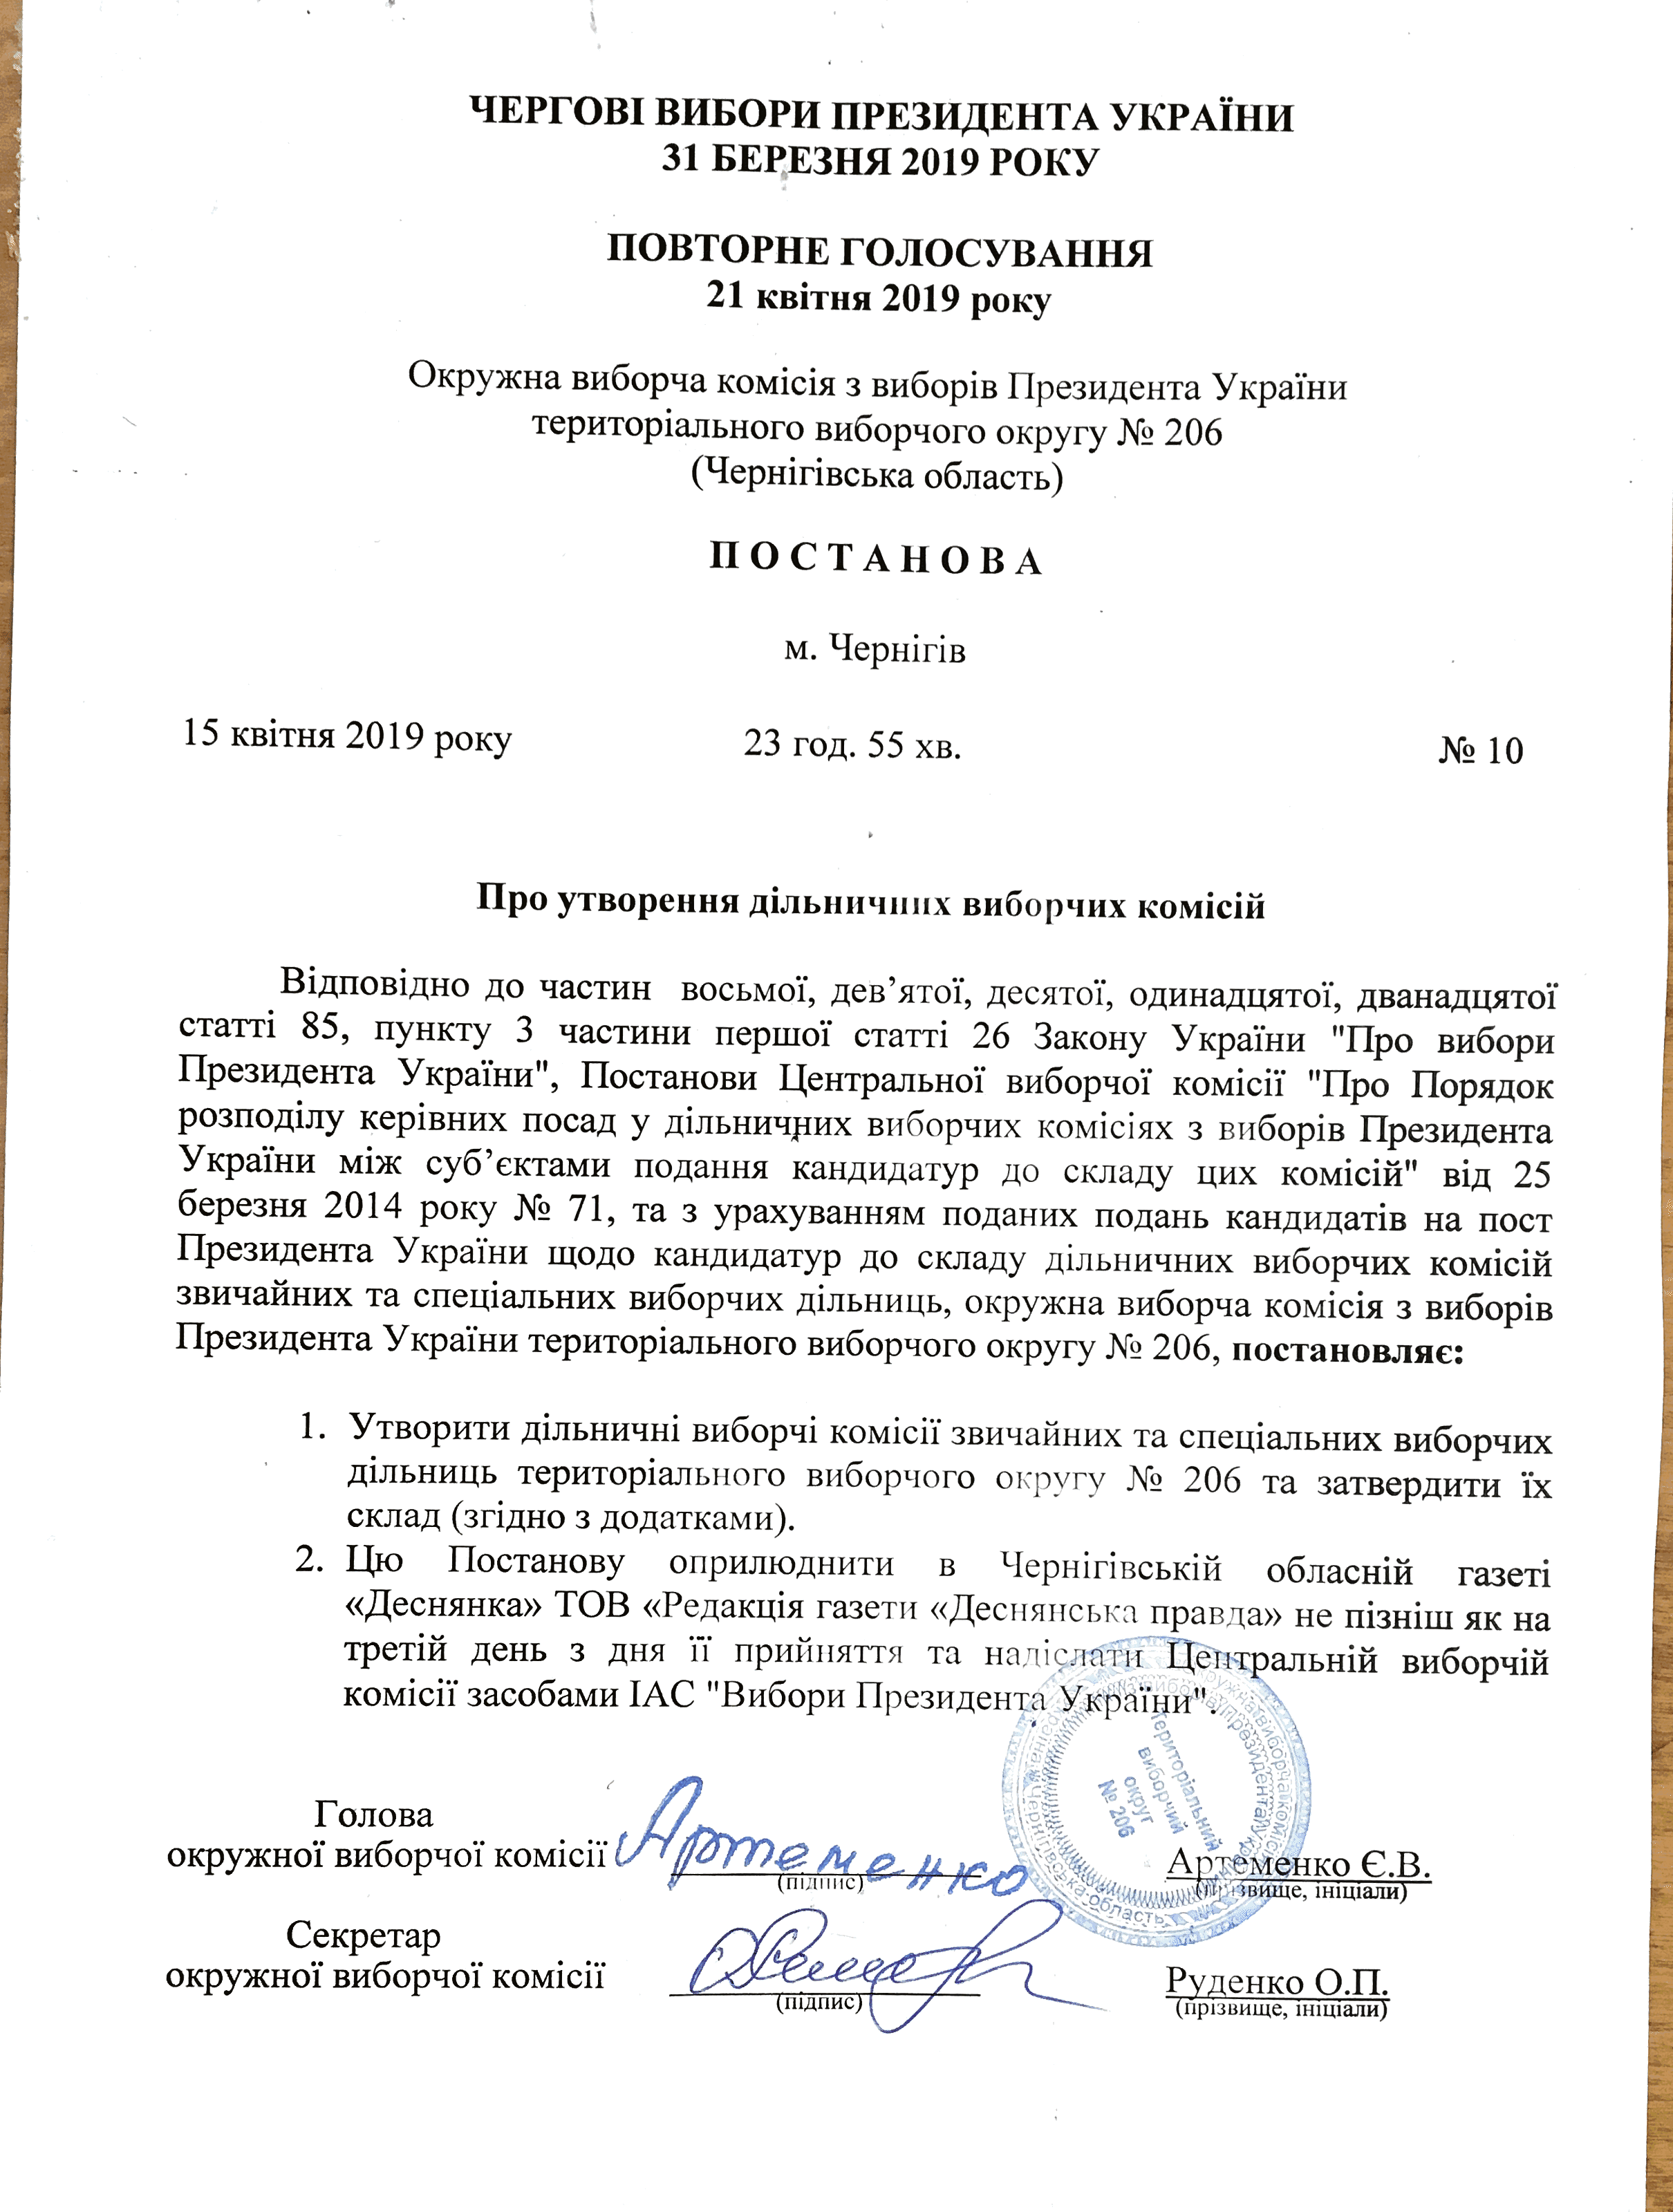 ЧЕРГОВІ ВИБОРИ ПРЕЗИДЕНТА УКРАЇНИ
31 БЕРЕЗНЯ 2019 РОКУ
ПОВТОРНЕ ГОЛОСУВАННЯ
21 квітня 2019 року
Окружна виборча комісія з виборів Президента України
територіального виборчого округу № 206
(Чернігівська область)
П О С Т А Н О В А
м. Чернігів
15 квітня 2019 року 23 год. 55 хв. № 10
Про утворення дільничних виборчих комісій
Відповідно до частин восьмої, дев’ятої, десятої, одинадцятої, дванадцятої
статті 85, пункту 3 частини першої статті 26 Закону України "Про вибори
Президента України", Постанови Центральної виборчої комісії "Про Порядок
розподілу керівних посад у дільничних виборчих комісіях з виборів Президента
України між суб’єктами подання кандидатур до складу цих комісій" від 25
березня 2014 року № 71, та з урахуванням поданих подань кандидатів на пост
Президента України щодо кандидатур до складу дільничних виборчих комісій
звичайних та спеціальних виборчих дільниць, окружна виборча комісія з виборів
Президента України територіального виборчого округу № 206, постановляє:
1. Утворити дільничні виборчі комісії звичайних та спеціальних виборчих
дільниць територіального виборчого округу № 206 та затвердити їх
склад (згідно з додатками).
2. Цю Постанову оприлюднити в Чернігівській обласній газеті
«Деснянка» ТОВ «Редакція газети «Деснянська правда» не пізніш як на
третій день з дня її прийняття та надіслати Центральній виборчій
комісії засобами ІАС "Вибори Президента України".
Територіальний
виборчий
округ
№ 206
Чернігівська область
Голова
окружної виборчої комісії Артеменко Артеменко Є.В.
(підпис) (прізвище, ініціали)
Секретар
окружної виборчої комісії Руденко О.П.
(підпис) (прізвище, ініціали)